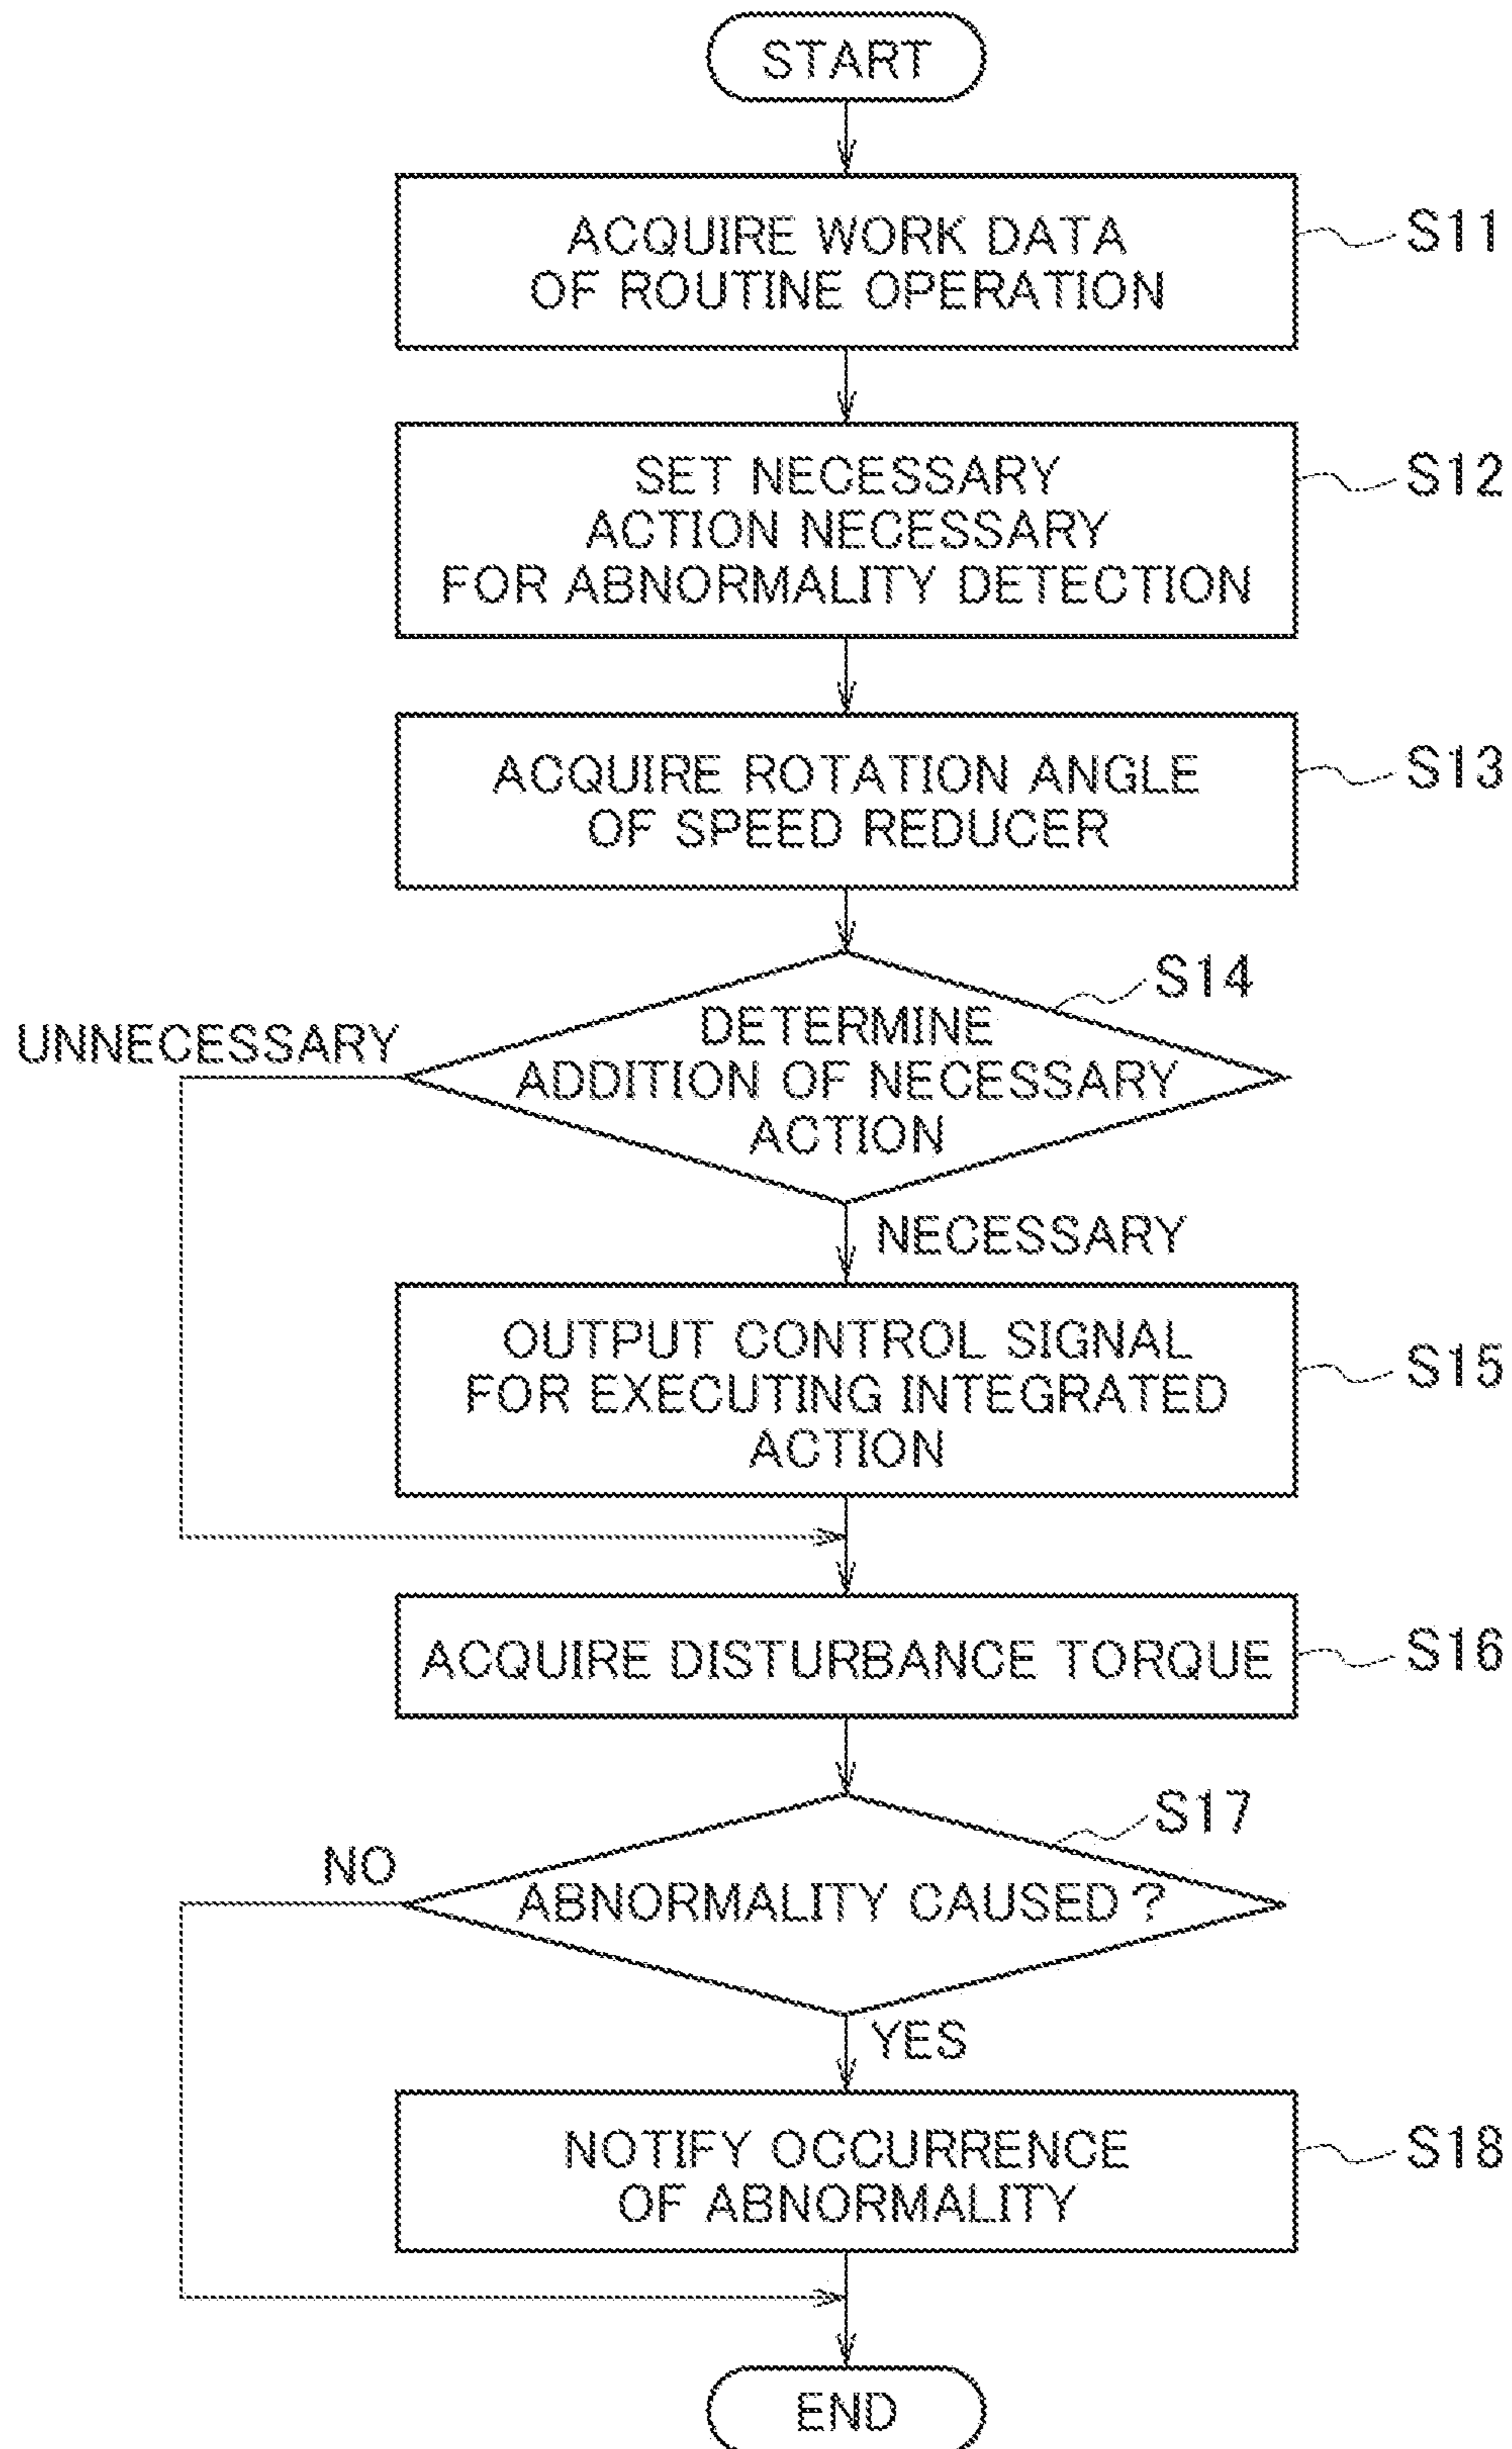 START
ACQUIRE WORK DATA
OF ROUTINE OPERATION
S11
SET NECESSARY
ACTION NECESSARY
FOR ABNORMALITY DETECTION
S12
ACQUIRE ROTATION ANGLE
OF SPEED REDUCER
S13
S14
DETERMINE
ADDITION OF NECESSARY
ACTION
UNNECESSARY
NECESSARY
OUTPUT CONTROL SIGNAL
FOR EXECUTING INTEGRATED
ACTION
S15
ACQUIRE DISTURBANCE TORQUE
S16
S17
ABNORMALITY CAUSED?
NO
YES
NOTIFY OCCURRENCE
OF ABNORMALITY
S18
END